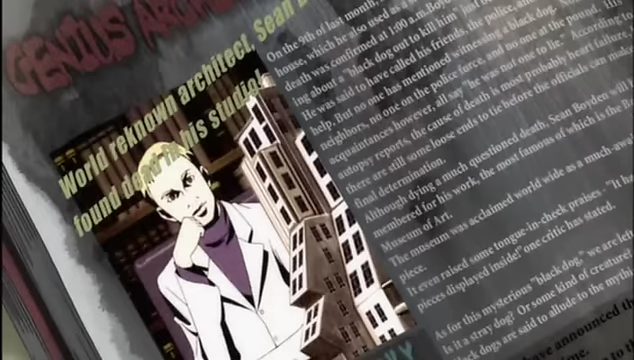 GENIUS
World reknown architect, Sean
found dead in his studio!
On the 9th of last month,
house, which he also used as a
death was confirmed at 1:00 a.m.
ing about a "black dog out to kill him" just
He was said to have called his friends, the police, and
help. But no one has mentioned witnessing a black dog.
neighbors, no one on the police force, and no one at the pound.
acquaintances however, all say "he was not one to lie." According to
autopsy reports, the cause of death is most probably heart failure,
there are still some loose ends to tie before the officials can make
final determination.
Although dying a much questioned death, Sean Boyden will
membered for his work, the most famous of which is the
Museum of Art.
The museum was acclaimed world wide as a
piece.
It even raised some tongue-in-check praises - "It
pieces displayed inside!" one critic has stated.
As for this mysterious "black dog," we are left
Is it a stray dog? Or some kind of creature?
ack dogs are said to allude to the
announced the